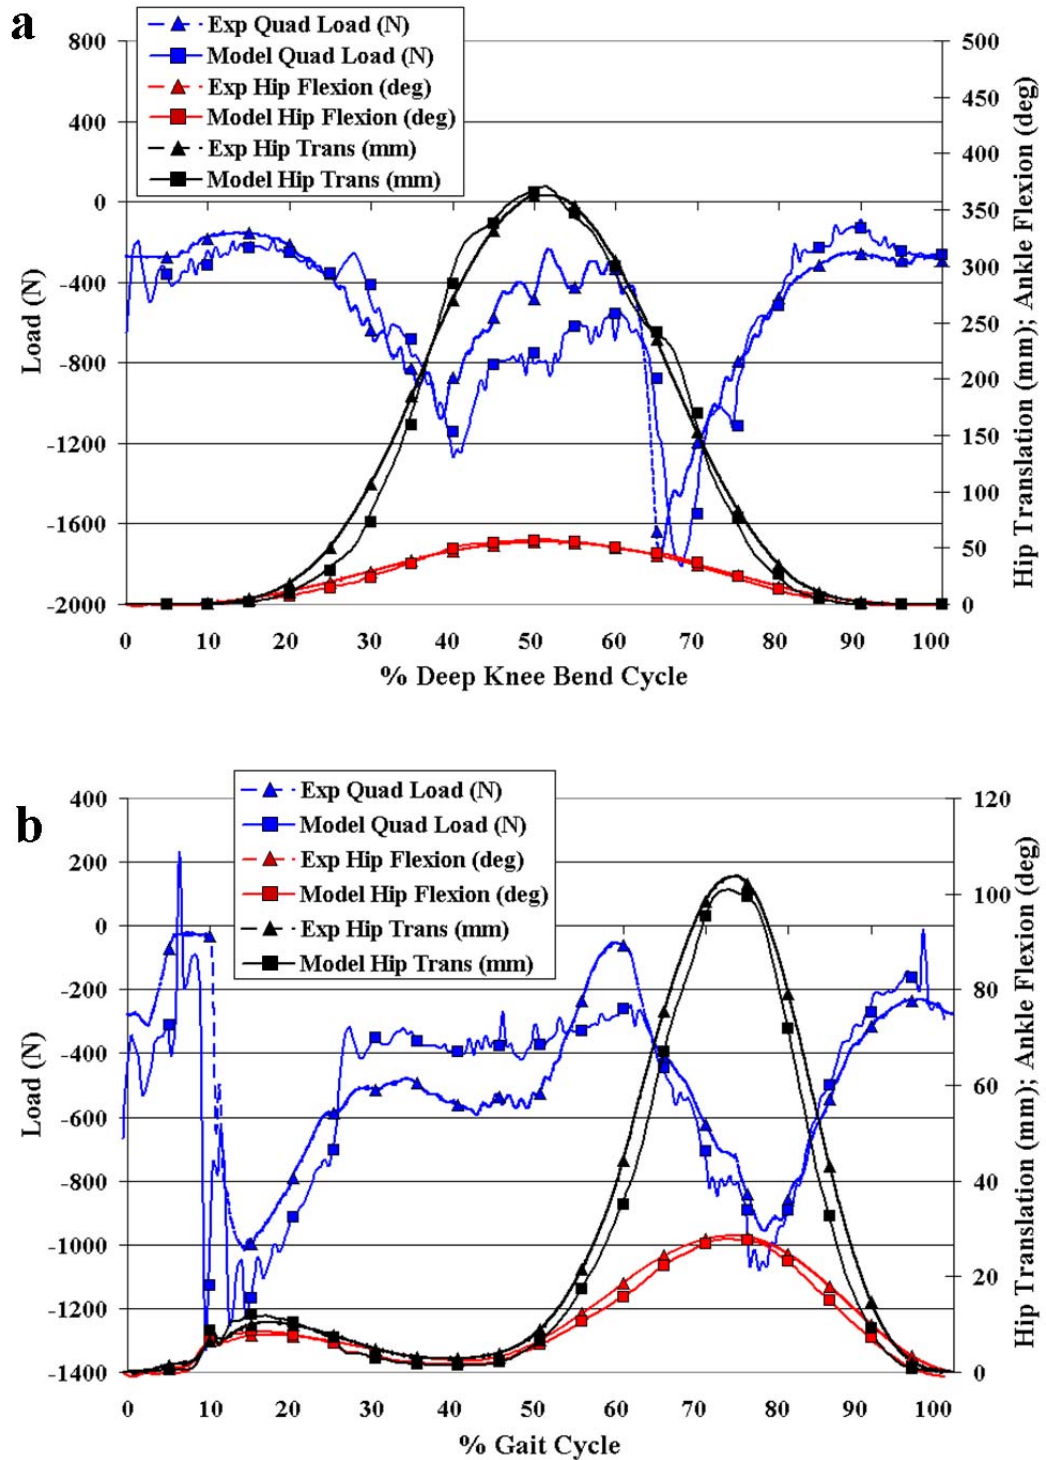 a
Exp Quad Load (N)
Model Quad Load (N)
Exp Hip Flexion (deg)
Model Hip Flexion (deg)
Exp Hip Trans (mm)
Model Hip Trans (mm)
800
400
0
-400
-800
-1200
-1600
-2000
Load (N)
500
450
400
350
300
250
200
150
100
50
0
Hip Translation (mm); Ankle Flexion (deg)
0 10 20 30 40 50 60 70 80 90 100
% Deep Knee Bend Cycle
b
Exp Quad Load (N)
Model Quad Load (N)
Exp Hip Flexion (deg)
Model Hip Flexion (deg)
Exp Hip Trans (mm)
Model Hip Trans (mm)
400
200
0
-200
-400
-600
-800
-1000
-1200
-1400
Load (N)
120
100
80
60
40
20
0
Hip Translation (mm); Ankle Flexion (deg)
0 10 20 30 40 50 60 70 80 90 100
% Gait Cycle